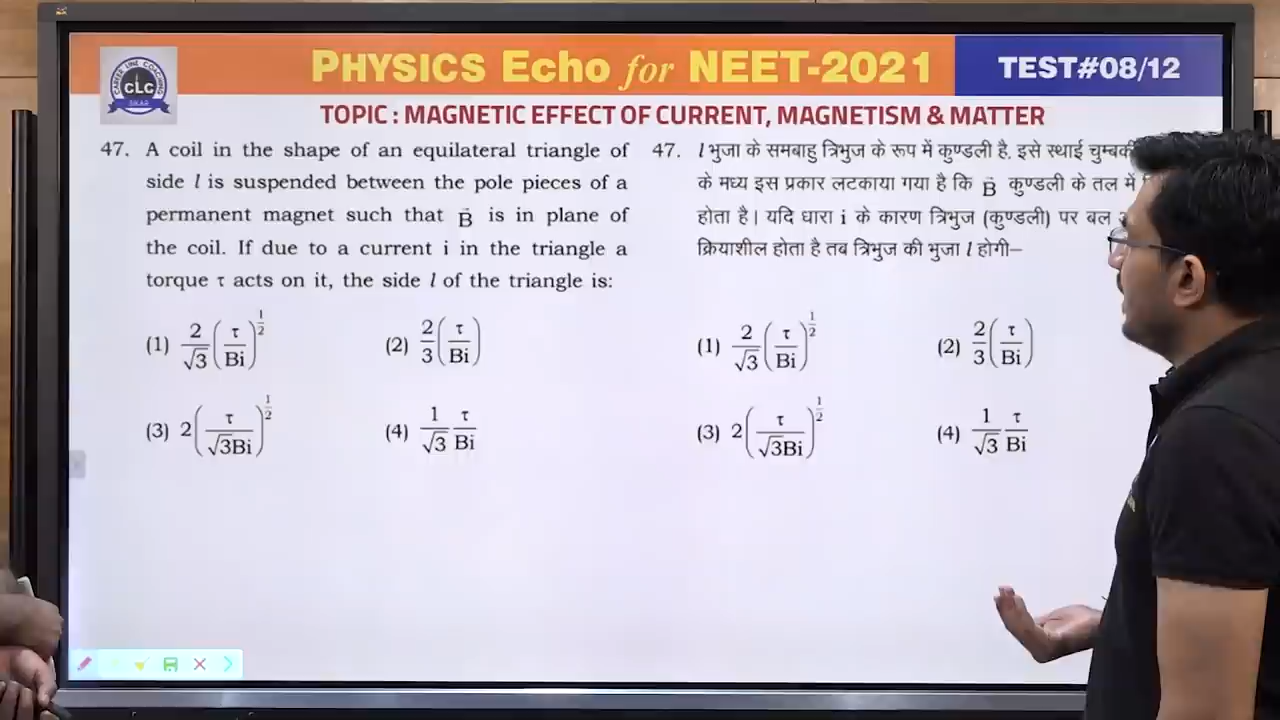 PHYSICS Echo for NEET-2021
TEST#08/12
CAREER LINE COACHING
CLC
SIKAR
TOPIC : MAGNETIC EFFECT OF CURRENT, MAGNETISM & MATTER
47. A coil in the shape of an equilateral triangle of
side l is suspended between the pole pieces of a
permanent magnet such that B⃗ is in plane of
the coil. If due to a current i in the triangle a
torque τ acts on it, the side l of the triangle is:
(1) 2/√3 (τ/Bi)^1/2 (2) 2/3 (τ/Bi)
(3) 2(τ/√3Bi)^1/2 (4) 1/√3 τ/Bi
47. l भुजा के समबाहु त्रिभुज के रूप में कुण्डली है, इसे स्थाई
के मध्य इस प्रकार लटकाया गया है कि B⃗ कुण्डली के तल में
होता है। यदि धारा i के कारण त्रिभुज (कुण्डली) पर बल
क्रियाशील होता है तब त्रिभुज की भुजा l होगी–
(1) 2/√3 (τ/Bi)^1/2 (2) 2/3 (τ/Bi)
(3) 2(τ/√3Bi)^1/2 (4) 1/√3 τ/Bi